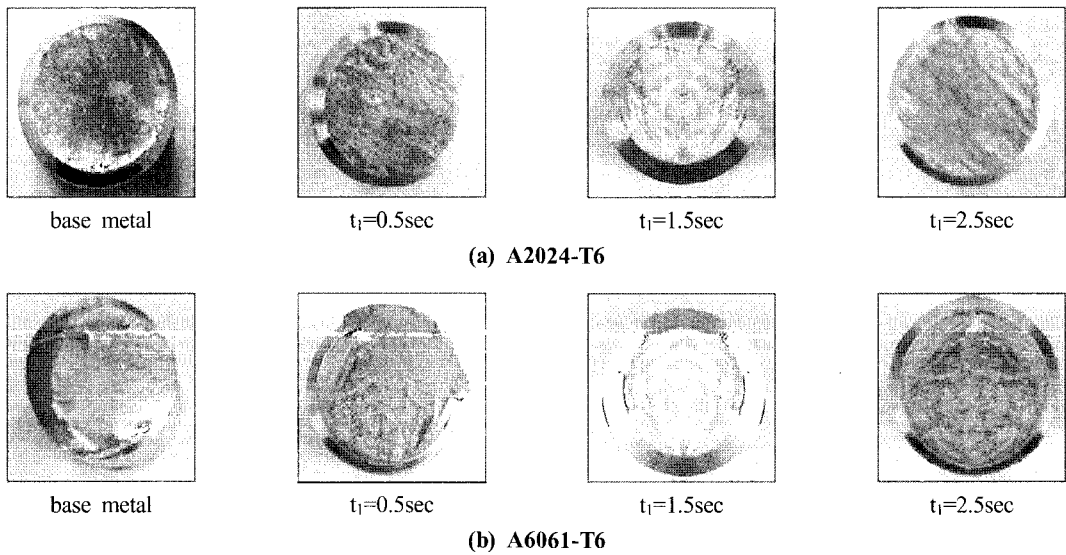 base metal t₁=0.5sec t₁=1.5sec t₁=2.5sec
(a) A2024-T6
base metal t₁=0.5sec t₁=1.5sec t₁=2.5sec
(b) A6061-T6